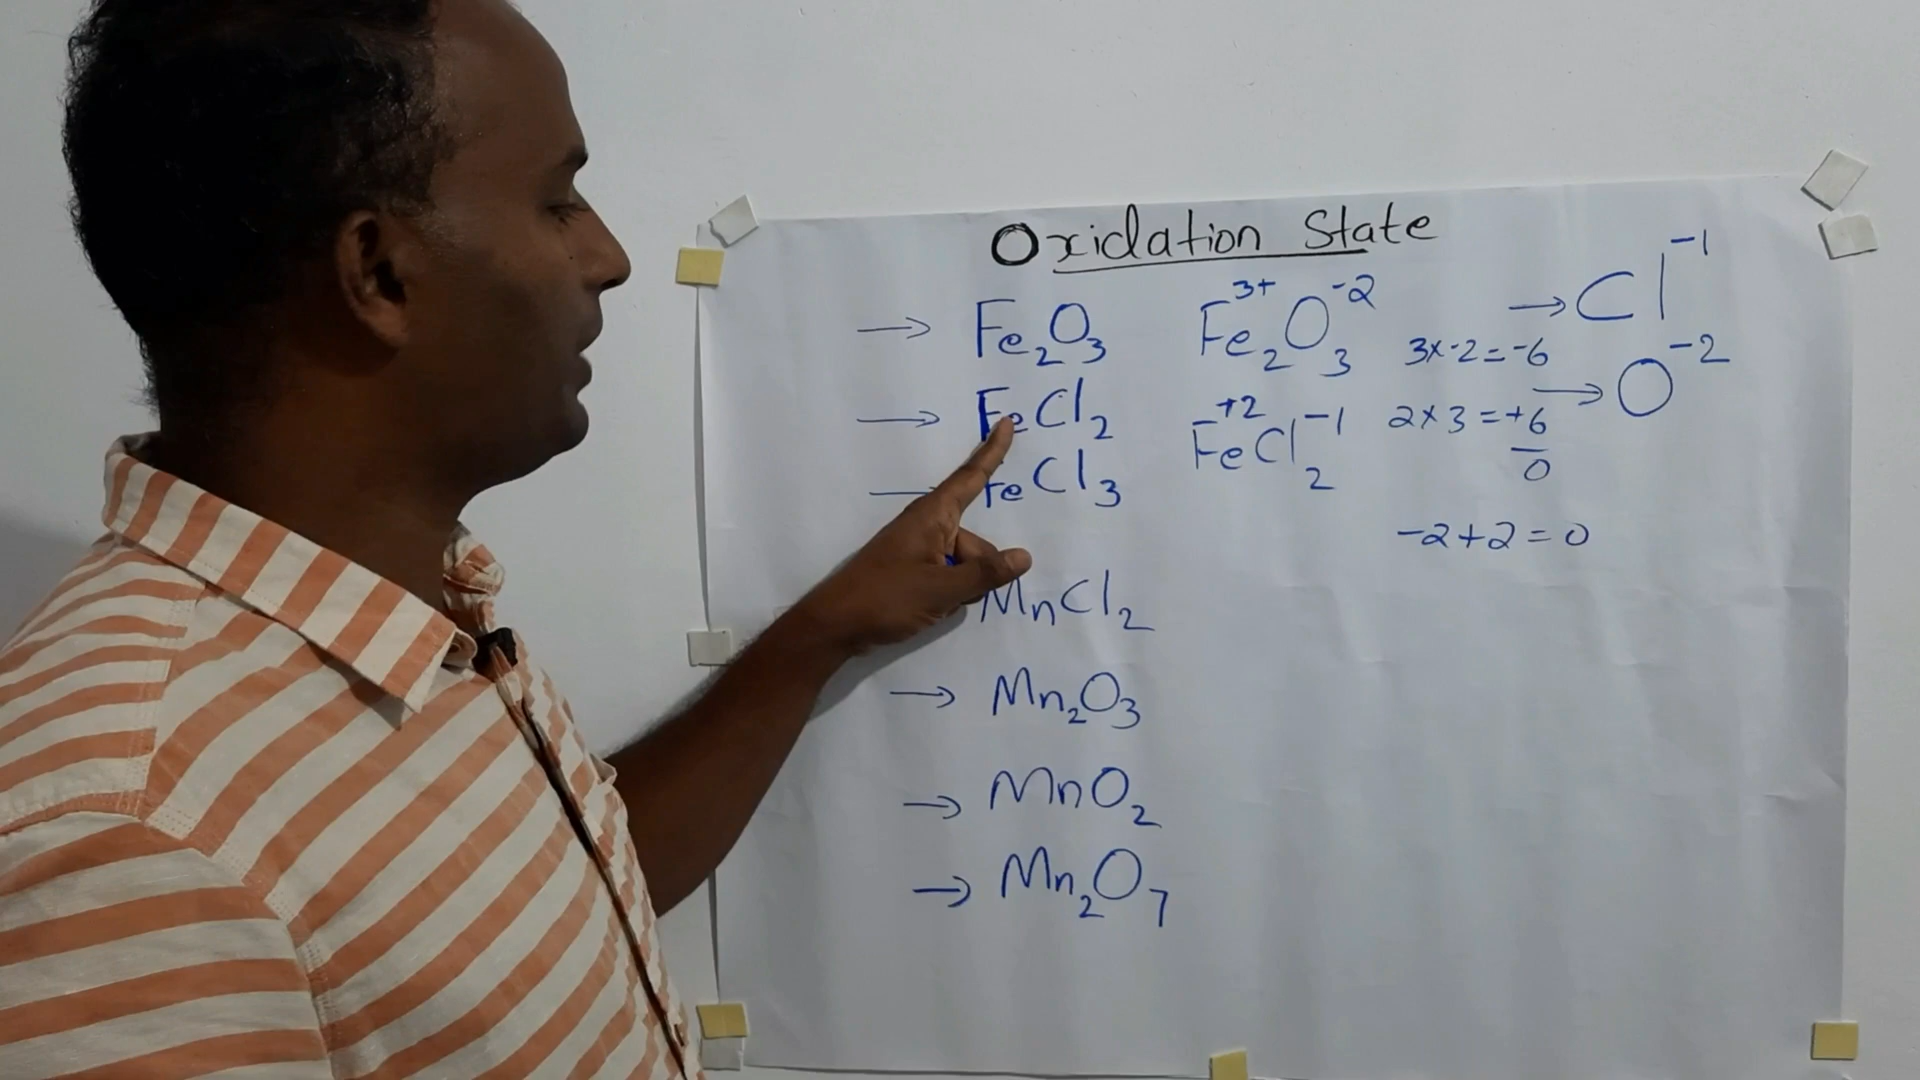 Oxidation State
→ Fe₂O₃ Fe₂³⁺O₃⁻² 3x-2=-6 → Cl⁻¹
→ FeCl₂ Fe⁺²Cl₂⁻¹ 2x3=+6 → O⁻²
0
→ FeCl₃
-2+2=0
MnCl₂
→ Mn₂O₃
→ MnO₂
→ Mn₂O₇